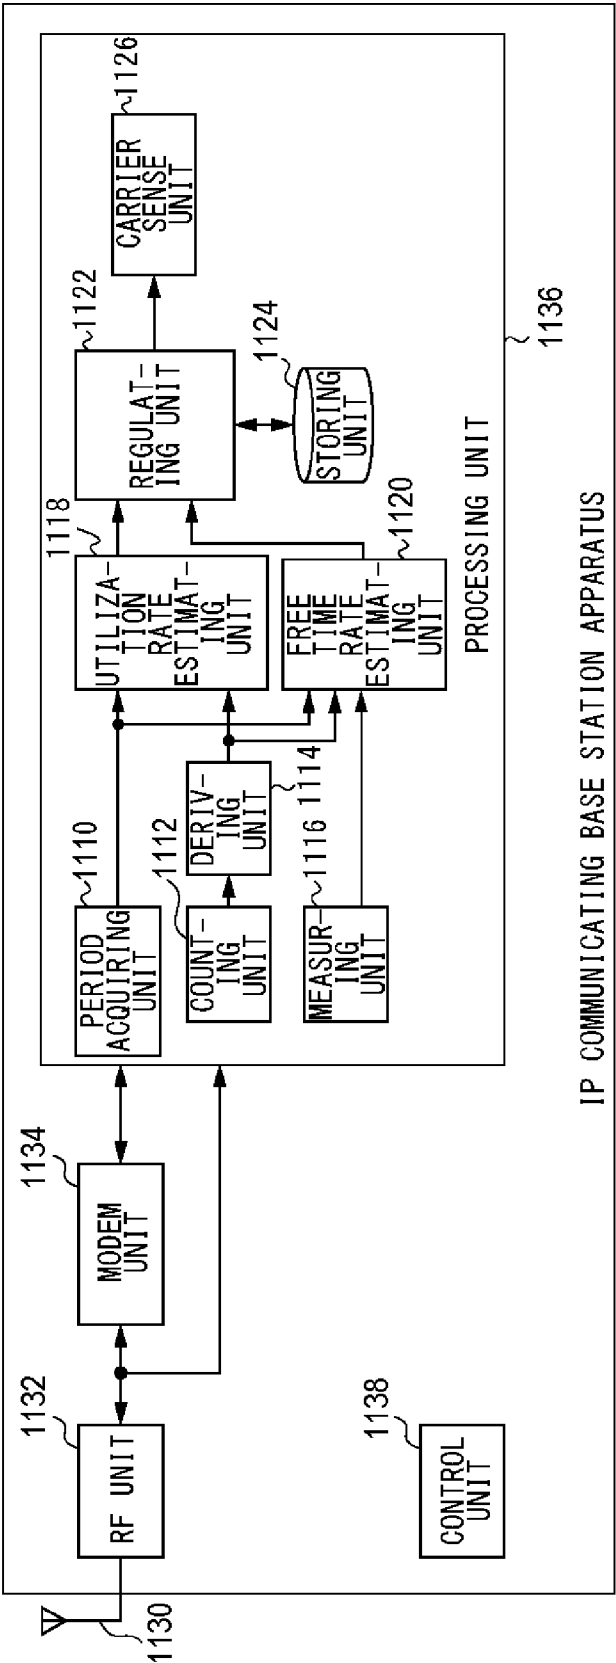 1130
1132
RF UNIT
1134
MODEM
UNIT
1138
CONTROL
UNIT
1110
PERIOD
ACQUIRING
UNIT
1112
COUNT-
ING
UNIT
1114
DERIV-
ING
UNIT
1116
MEASUR-
ING
UNIT
1118
UTILIZA-
TION
RATE
ESTIMAT-
ING
UNIT
1120
FREE
TIME
RATE
ESTIMAT-
ING
UNIT
1122
REGULAT-
ING UNIT
1124
STORING
UNIT
1126
CARRIER
SENSE
UNIT
PROCESSING UNIT
1136
IP COMMUNICATING BASE STATION APPARATUS